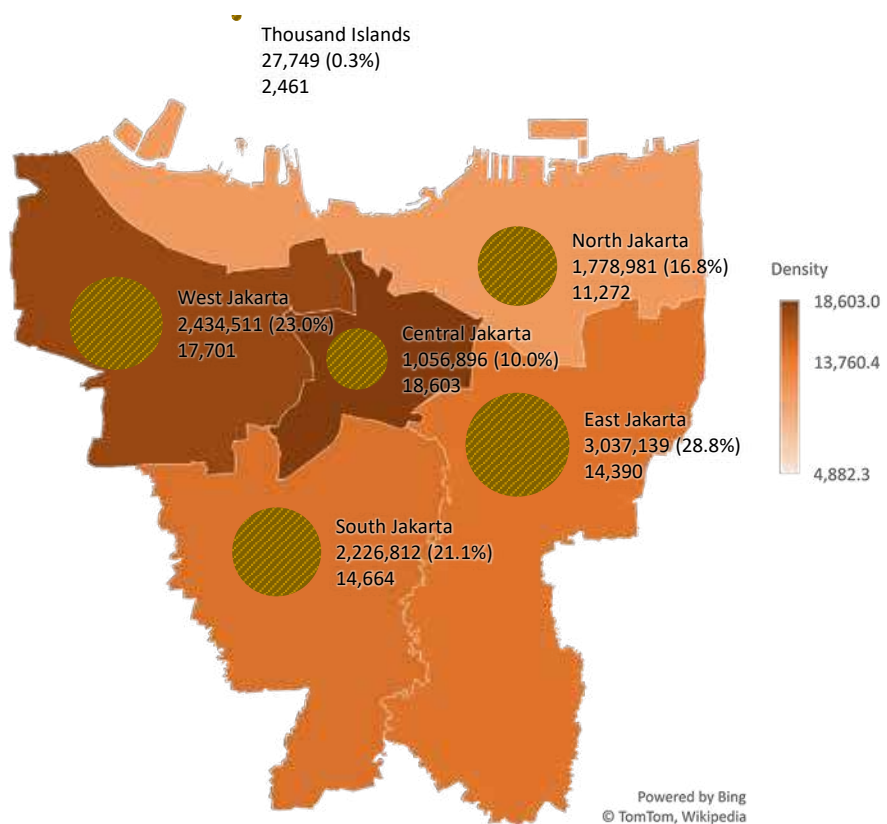 Thousand Islands
27,749 (0.3%)
2,461
North Jakarta
1,778,981 (16.8%)
11,272
Density
18,603.0
13,760.4
4,882.3
West Jakarta
2,434,511 (23.0%)
17,701
Central Jakarta
1,056,896 (10.0%)
18,603
East Jakarta
3,037,139 (28.8%)
14,390
South Jakarta
2,226,812 (21.1%)
14,664
Powered by Bing
© TomTom, Wikipedia